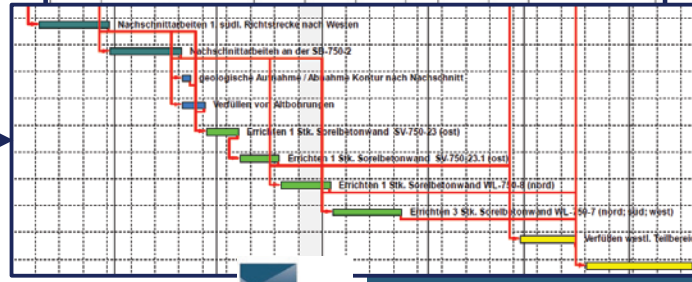 Nachschnittarbeiten 1. südl. Richtstrecke nach Westen
Nachschnittarbeiten an der SB-750-2
geologische Aufnahme / Abnahme Kontur nach Nachschnitt
Verfüllen von Altbohrungen
Errichten 1 Stk. Sorelbetonwand SV-750-23 (ost)
Errichten 1 Stk. Sorelbetonwand SV-750-23.1 (ost)
Errichten 1 Stk. Sorelbetonwand WL-750-8 (nord)
Errichten 3 Stk. Sorelbetonwand WL-750-7 (nord; süd; west)
Verfüllen westl. Teilberei